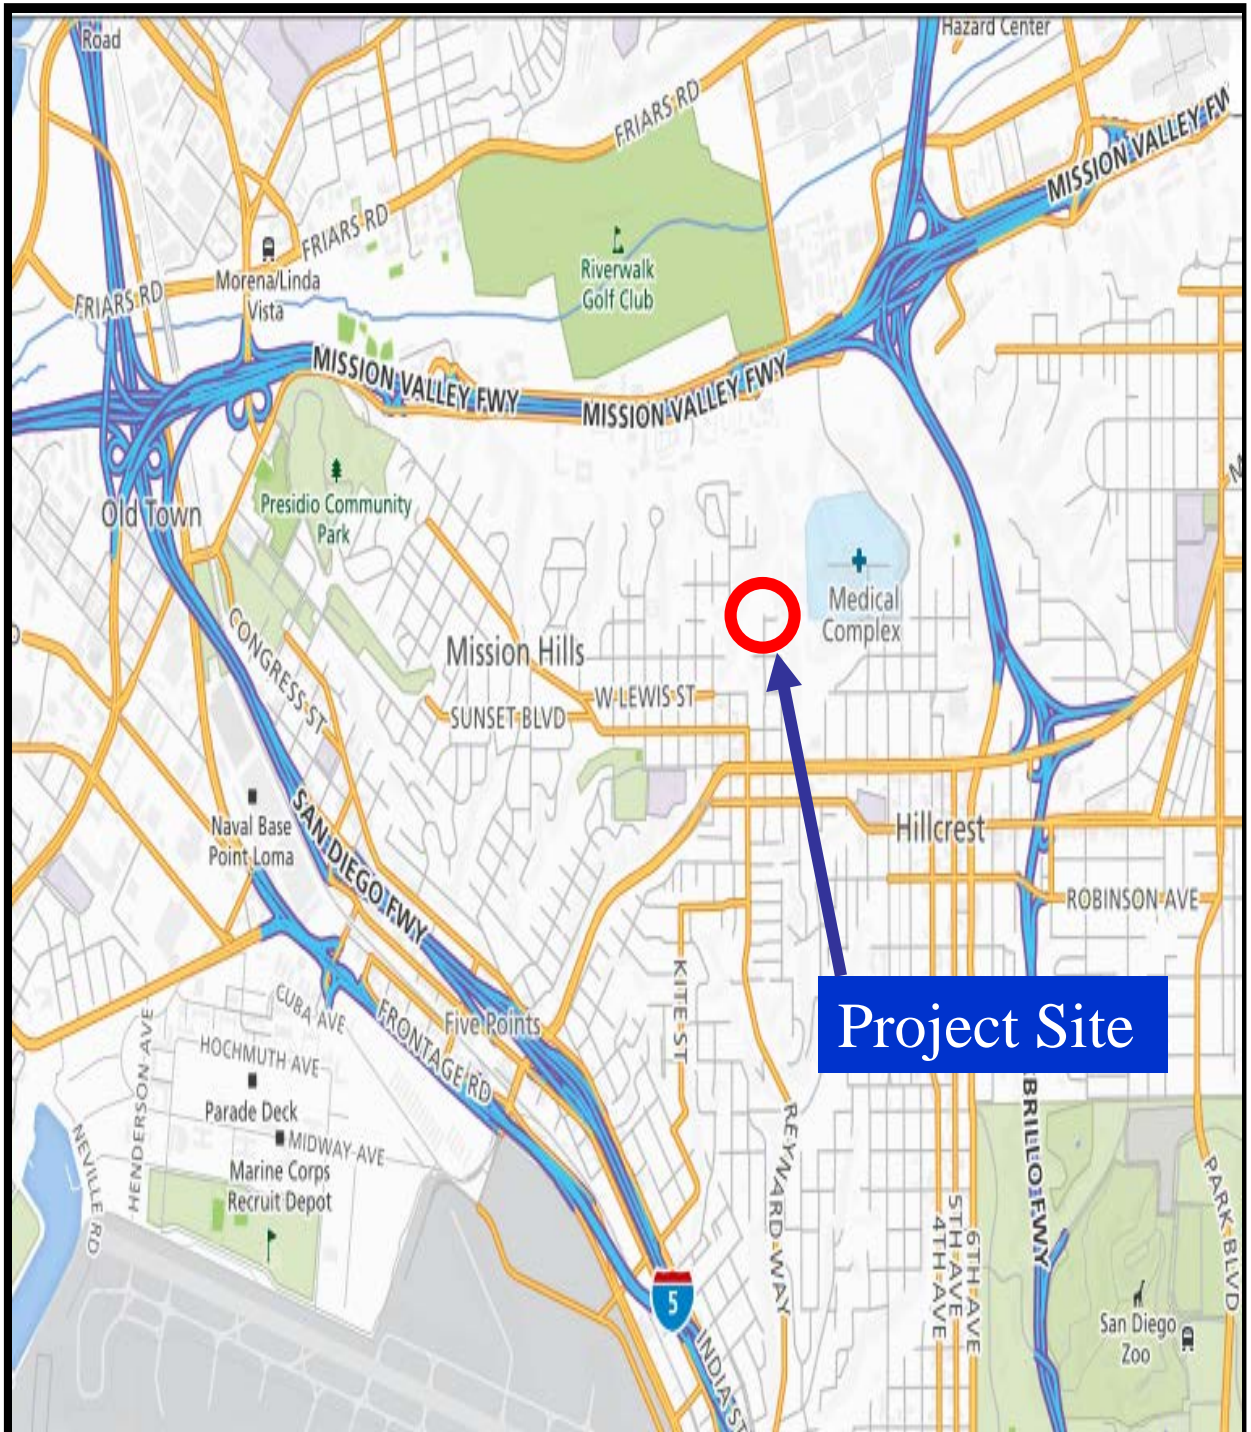 Road
Hazard Center
FRIARS RD
MISSION VALLEY FW
FRIARS RD
Riverwalk
Golf Club
Morena/Linda
Vista
FRIARS RD
MISSION VALLEY FWY
MISSION VALLEY FWY
M
Presidio Community
Park
Old Town
Medical
Complex
CONGRESS ST
Mission Hills
W LEWIS ST
SUNSET BLVD
Naval Base
Point Loma
SAN DIEGO FWY
Hillcrest
ROBINSON AVE
KITE ST
Project Site
CUBA AVE
FRONTAGE RD
Five Points
HENDERSON AVE
HOCHMUTH AVE
Parade Deck
MIDWAY AVE
NEVILLE RD
Marine Corps
Recruit Depot
REYNARD WAY
BRILLO FWY
PARK BLVD
4TH AVE
5TH AVE
6TH AVE
5
INDIA ST
San Diego
Zoo